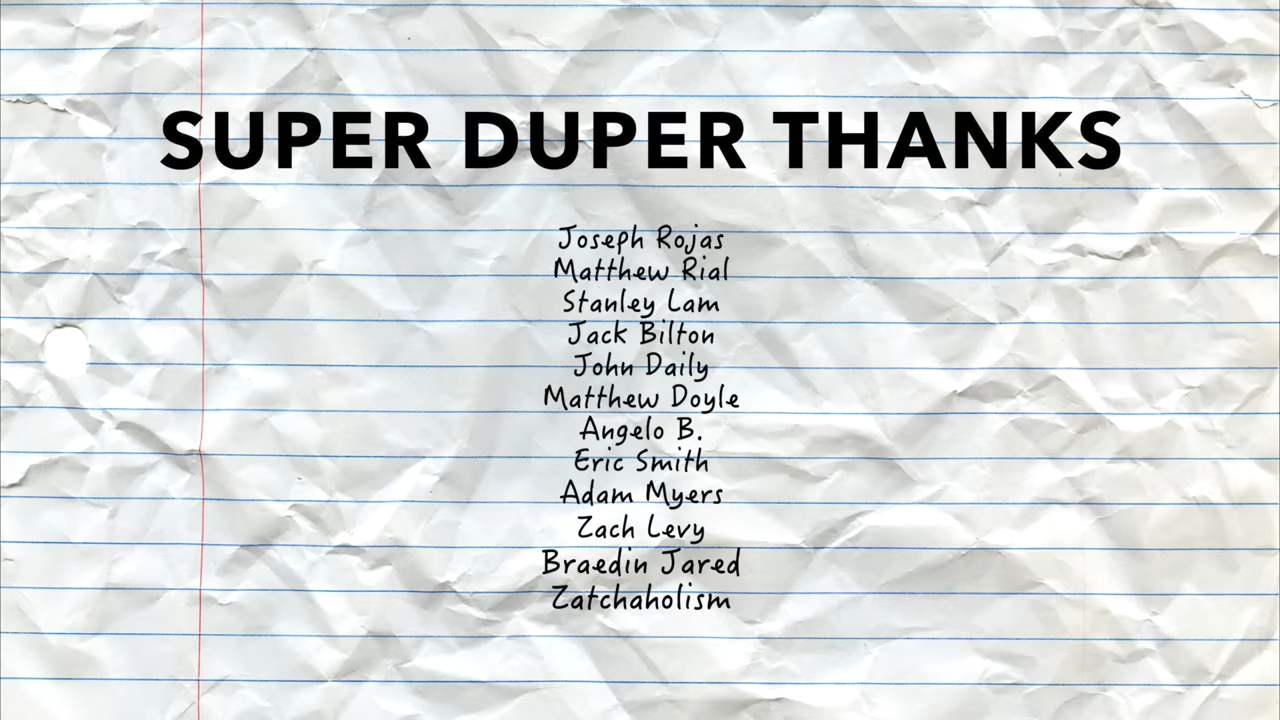 SUPER DUPER THANKS
Joseph Rojas
Matthew Rial
Stanley Lam
Jack Bilton
John Daily
Matthew Doyle
Angelo B.
Eric Smith
Adam Myers
Zach Levy
Braedin Jared
Zatchaholism